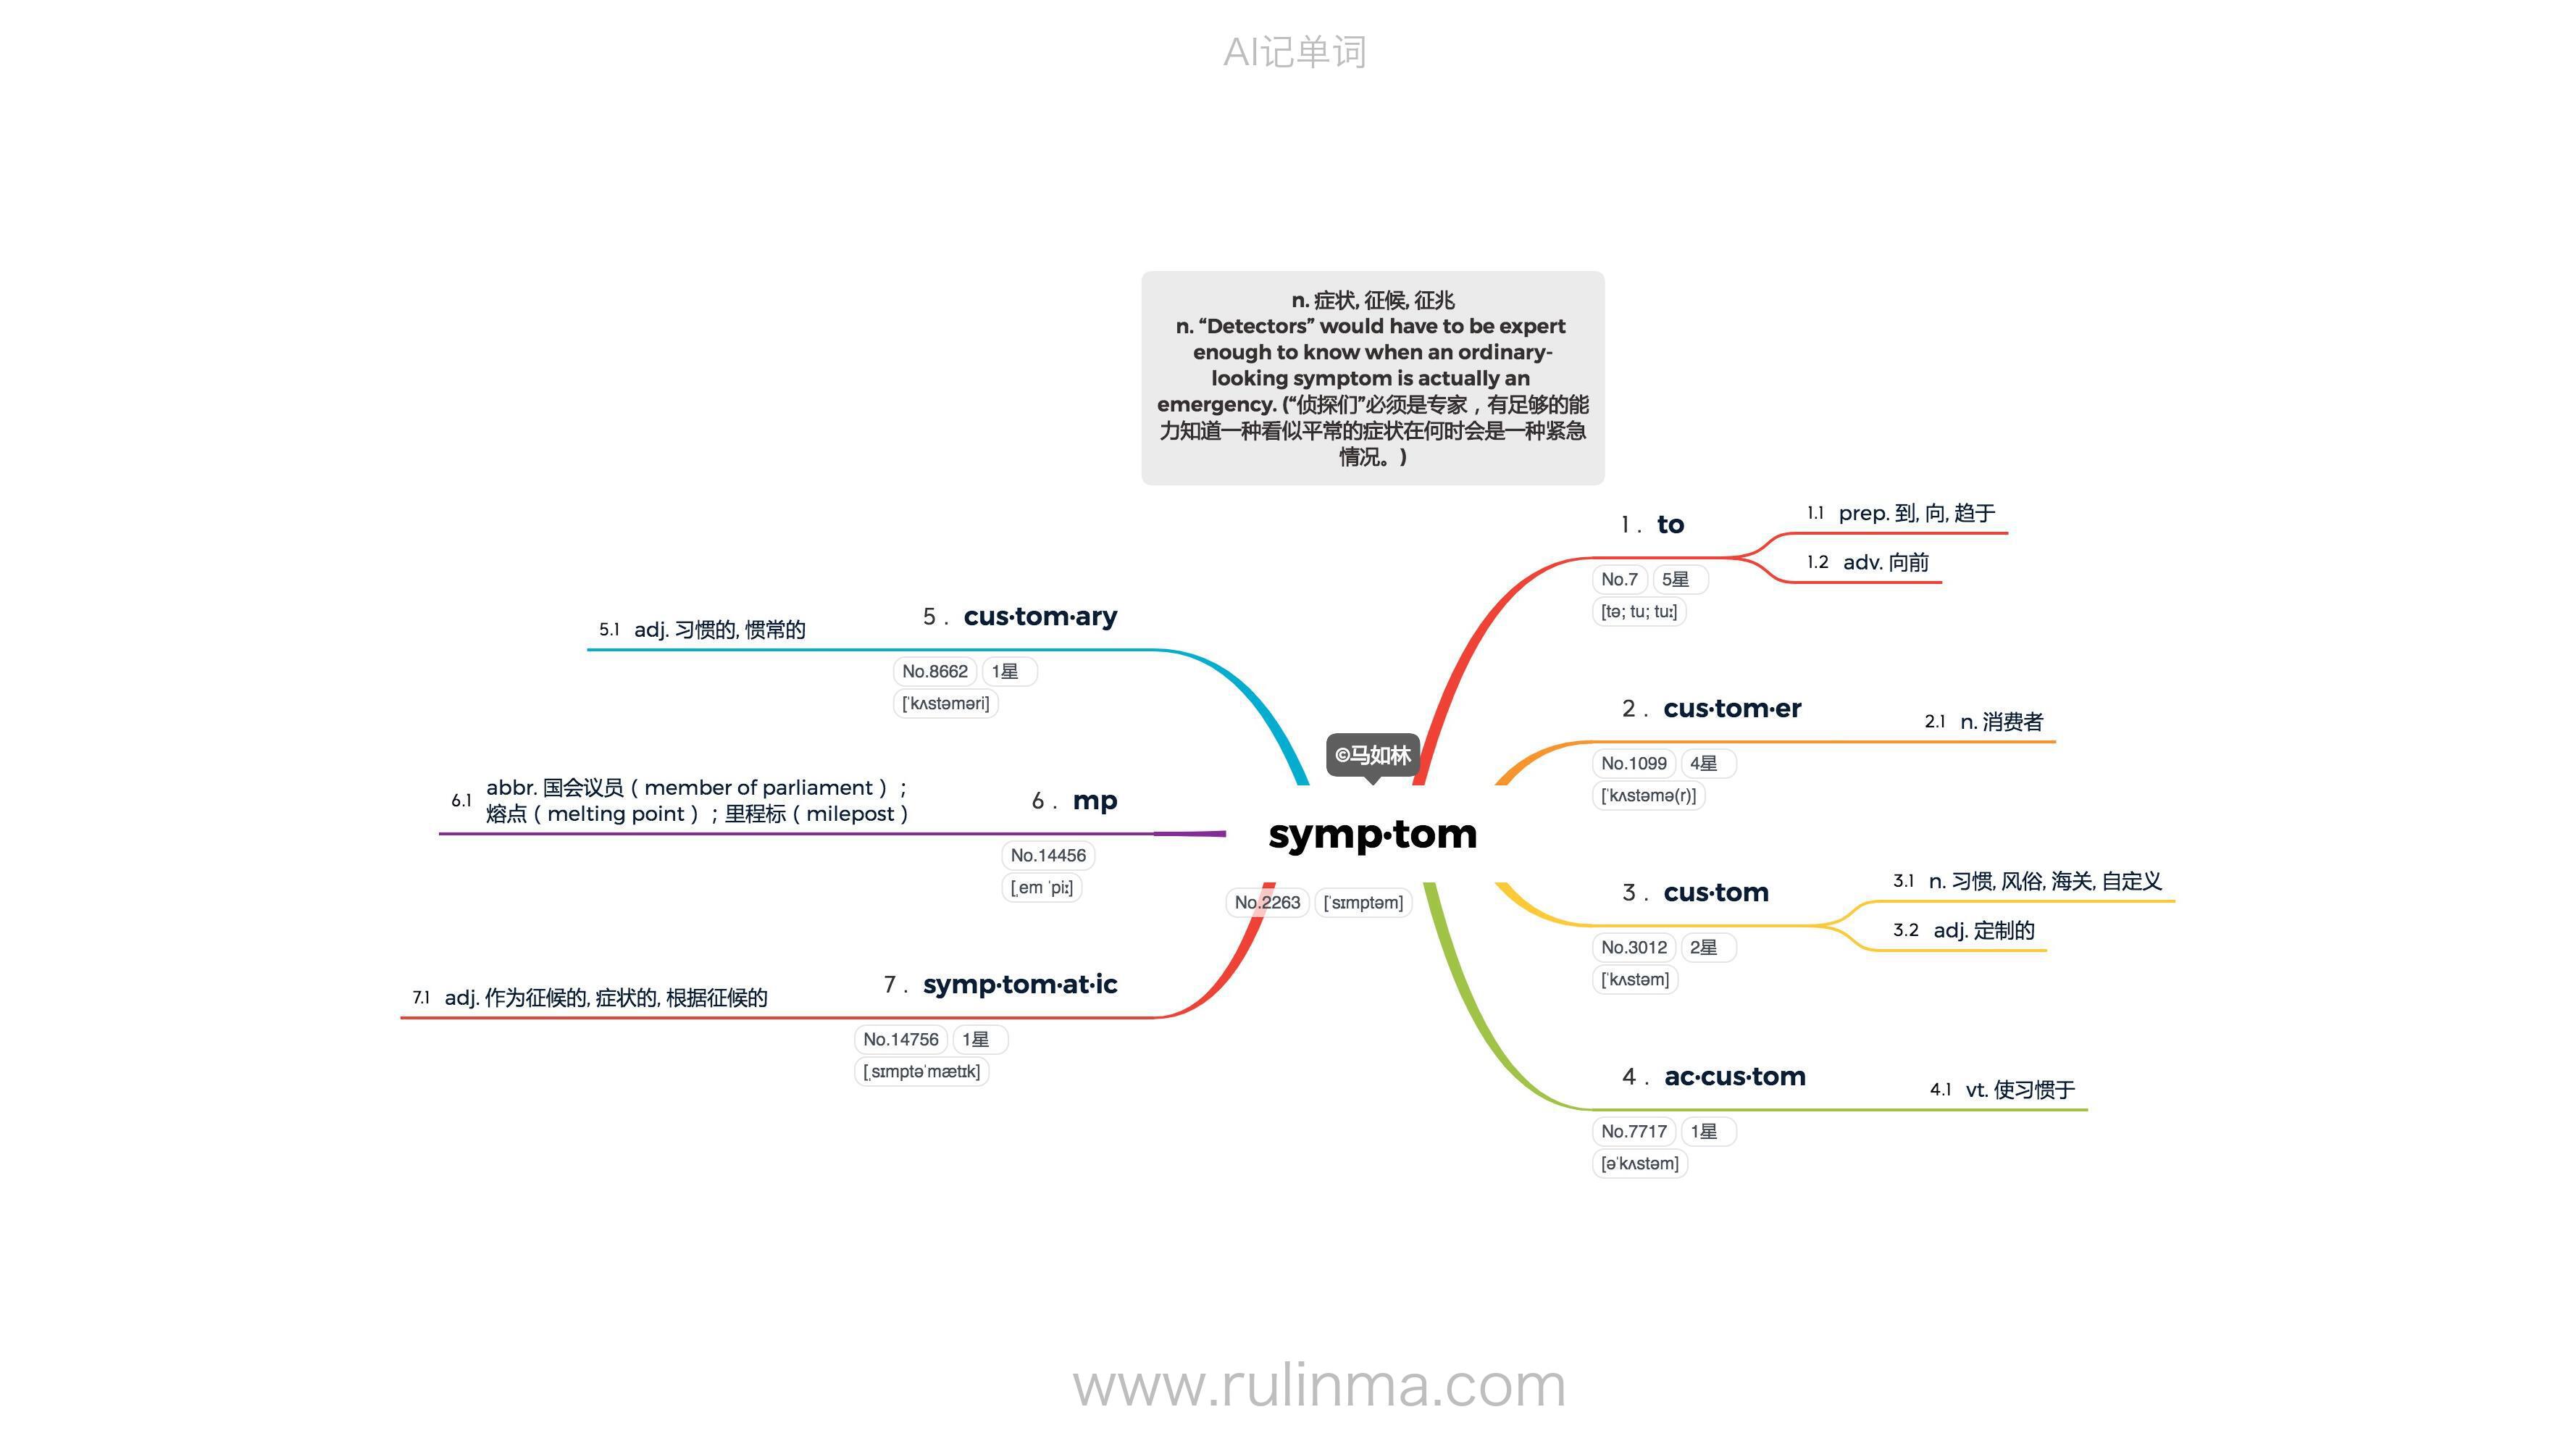 AI记单词
n. 症状, 征候, 征兆
n. “Detectors” would have to be expert
enough to know when an ordinary-
looking symptom is actually an
emergency. (“侦探们”必须是专家，有足够的能
力知道一种看似平常的症状在何时会是一种紧急
情况。)
©马如林
symp·tom
No.2263 [ˈsɪmptəm]
1 . to
No.7 5星
[tə; tu; tuː]
1.1 prep. 到, 向, 趋于
1.2 adv. 向前
2 . cus·tom·er
No.1099 4星
[ˈkʌstəmə(r)]
2.1 n. 消费者
3 . cus·tom
No.3012 2星
[ˈkʌstəm]
3.1 n. 习惯, 风俗, 海关, 自定义
3.2 adj. 定制的
4 . ac·cus·tom
No.7717 1星
[əˈkʌstəm]
4.1 vt. 使习惯于
5 . cus·tom·ary
No.8662 1星
[ˈkʌstəməri]
5.1 adj. 习惯的, 惯常的
6 . mp
No.14456
[ˌem ˈpiː]
6.1 abbr. 国会议员（member of parliament）；
熔点（melting point）；里程标（milepost）
7 . symp·tom·at·ic
No.14756 1星
[ˌsɪmptəˈmætɪk]
7.1 adj. 作为征候的, 症状的, 根据征候的
www.rulinma.com